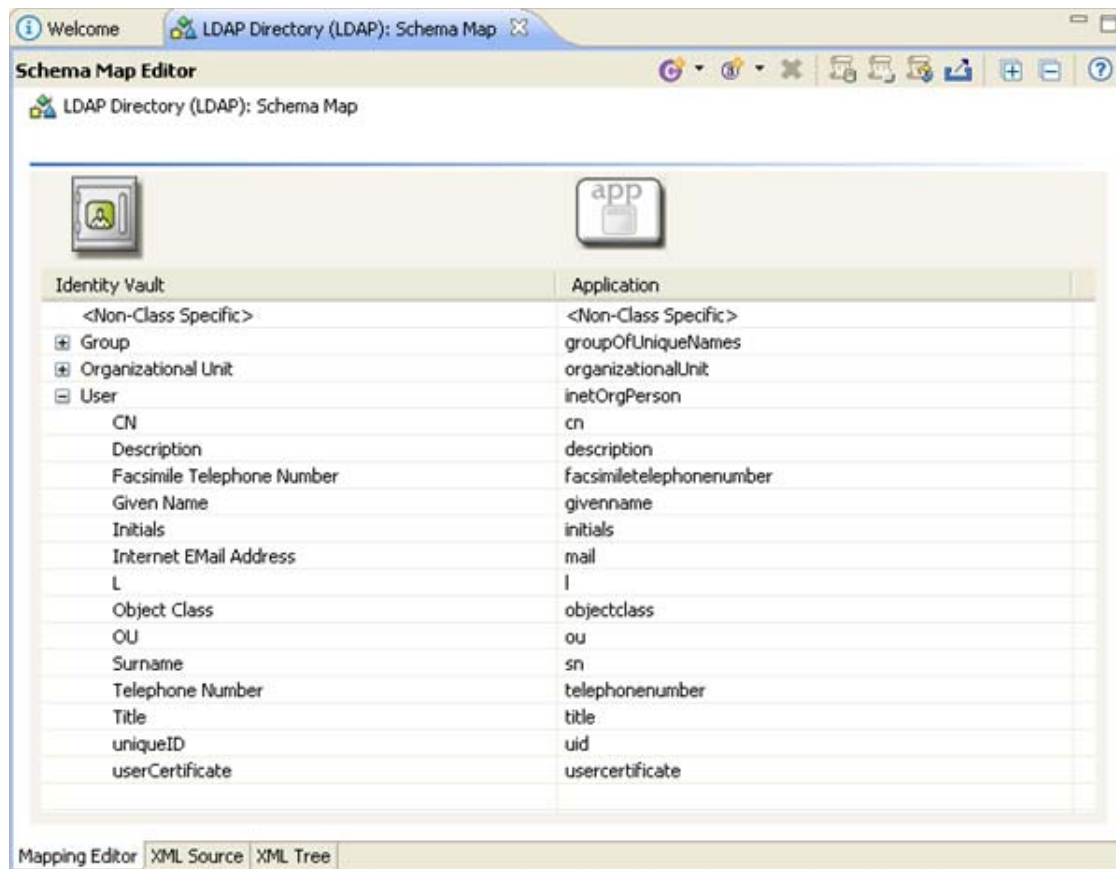 Welcome
LDAP Directory (LDAP): Schema Map
Schema Map Editor
LDAP Directory (LDAP): Schema Map
app
Identity Vault Application
<Non-Class Specific> <Non-Class Specific>
Group groupOfUniqueNames
Organizational Unit organizationalUnit
User inetOrgPerson
CN cn
Description description
Facsimile Telephone Number facsimiletelephonenumber
Given Name givenname
Initials initials
Internet EMail Address mail
L l
Object Class objectclass
OU ou
Surname sn
Telephone Number telephonenumber
Title title
uniqueID uid
userCertificate usercertificate
Mapping Editor XML Source XML Tree